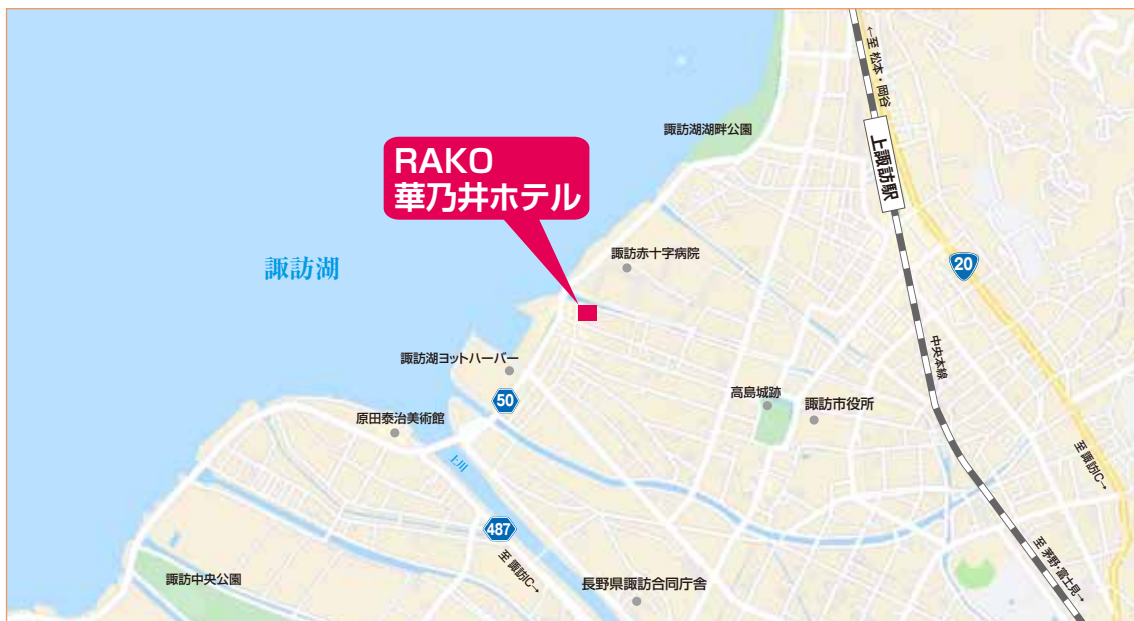 ←至 松本・岡谷
諏訪湖湖畔公園
上諏訪駅
RAKO
華乃井ホテル
諏訪赤十字病院
諏訪湖
20
中央本線
諏訪湖ヨットハーバー
50
高島城跡
諏訪市役所
原田泰治美術館
上川
至 諏訪IC→
487
至 諏訪IC→
至 茅野・富士見→
諏訪中央公園
長野県諏訪合同庁舎